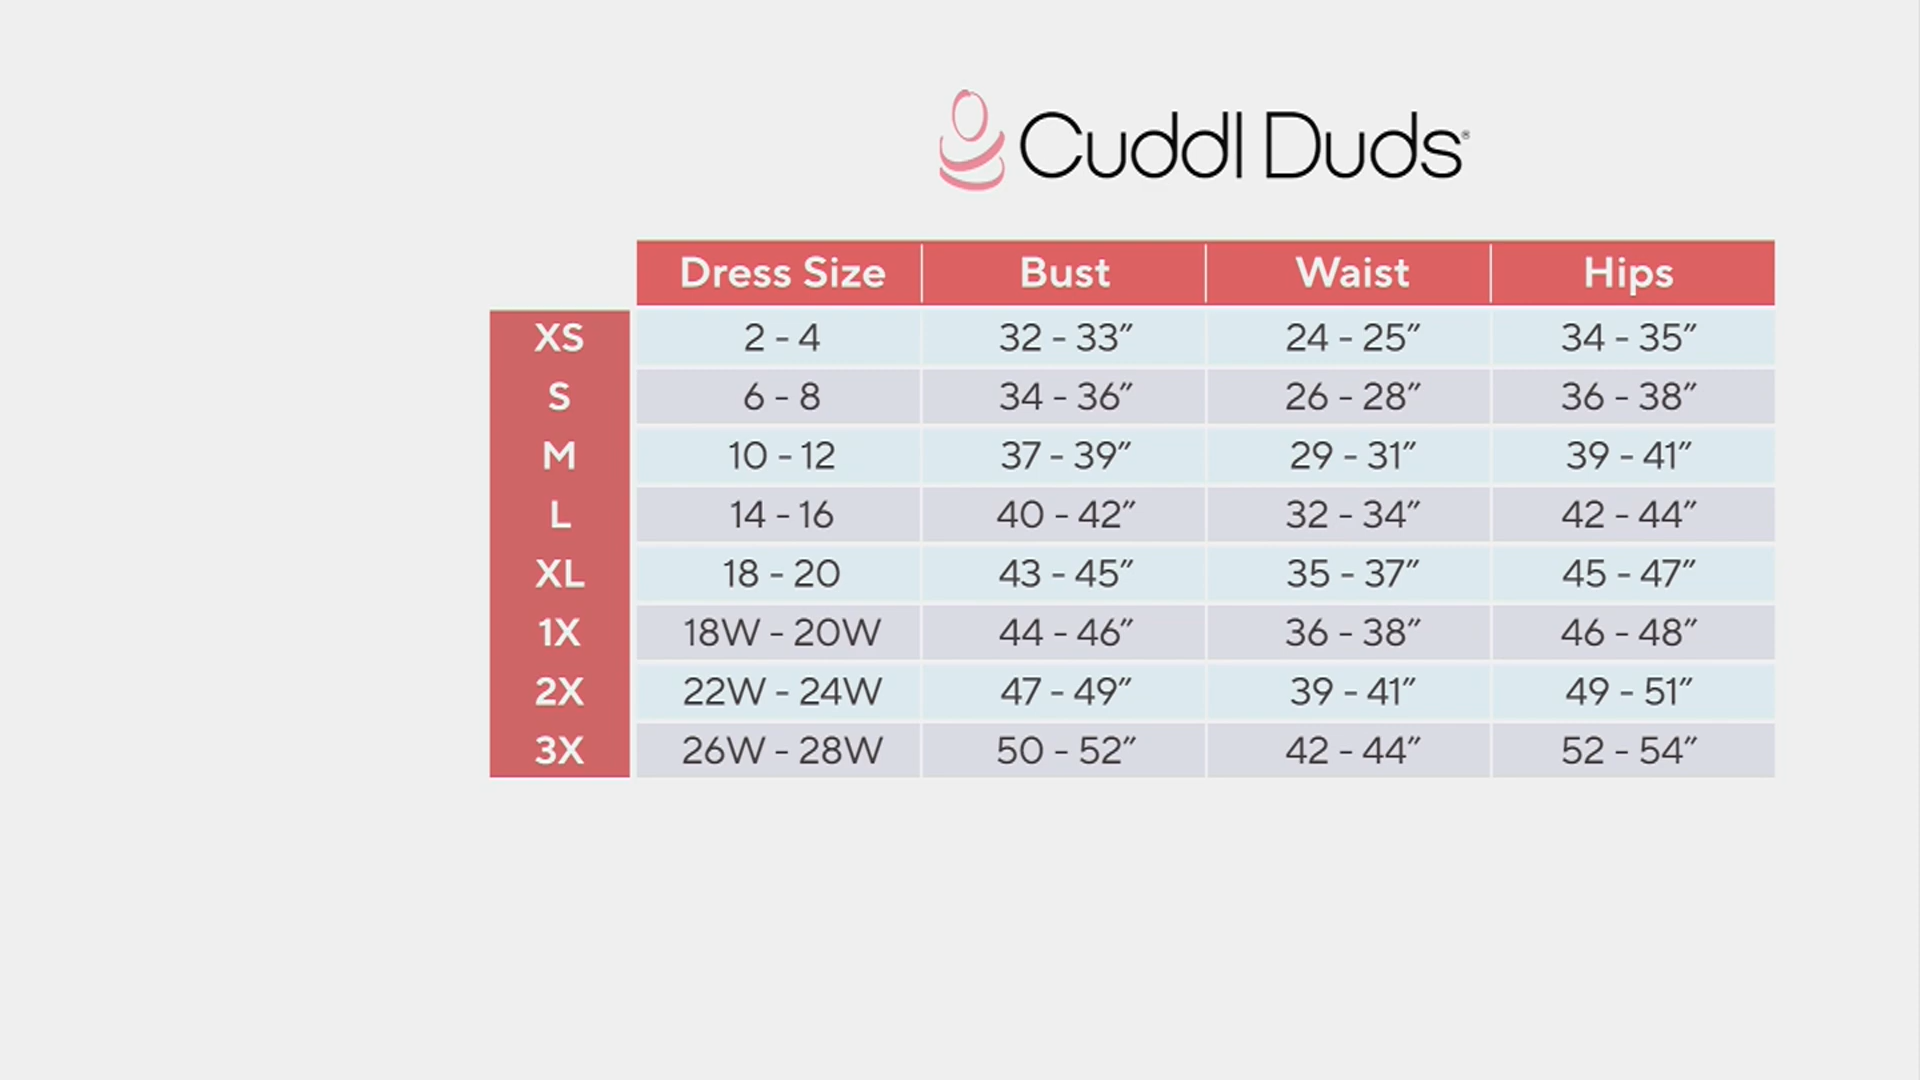 Cuddl Duds®
Dress Size Bust Waist Hips
XS 2 - 4 32 - 33” 24 - 25” 34 - 35”
S 6 - 8 34 - 36” 26 - 28” 36 - 38”
M 10 - 12 37 - 39” 29 - 31” 39 - 41”
L 14 - 16 40 - 42” 32 - 34” 42 - 44”
XL 18 - 20 43 - 45” 35 - 37” 45 - 47”
1X 18W - 20W 44 - 46” 36 - 38” 46 - 48”
2X 22W - 24W 47 - 49” 39 - 41” 49 - 51”
3X 26W - 28W 50 - 52” 42 - 44” 52 - 54”